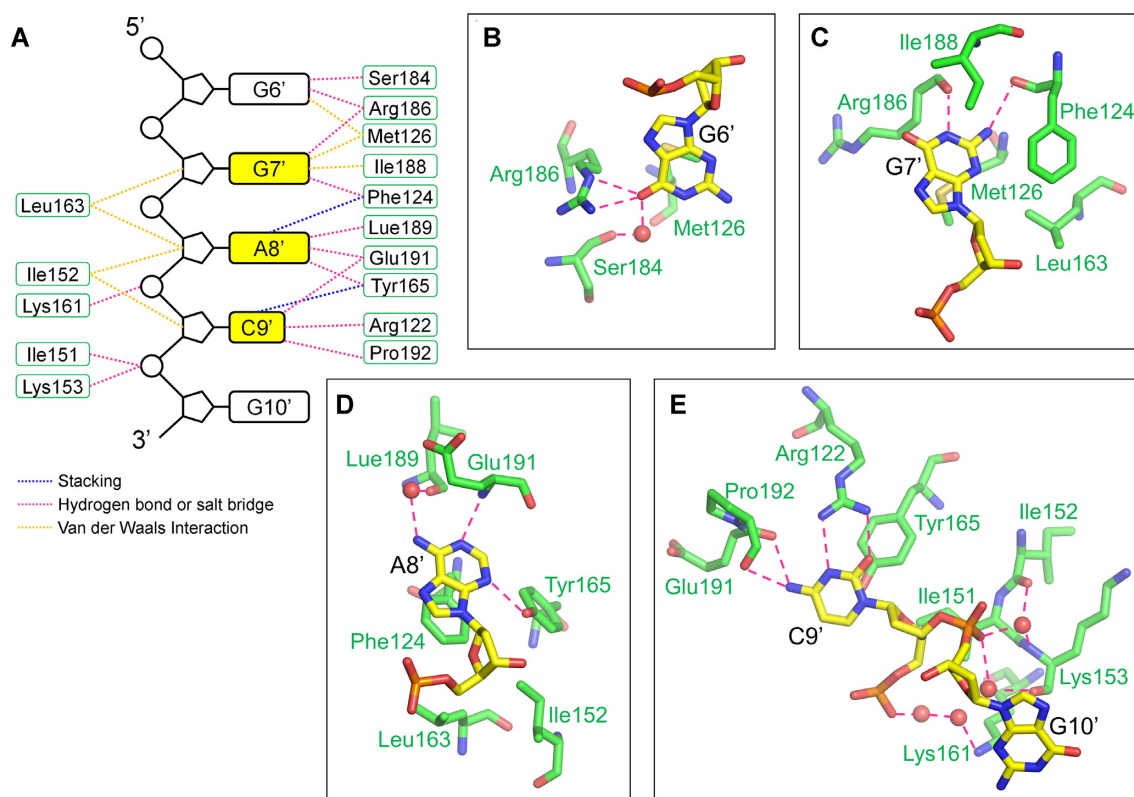 A
5'
G6'
Ser184
Arg186
Met126
G7'
Ile188
Phe124
Leu163
A8'
Lue189
Glu191
Ile152
Tyr165
Lys161
C9'
Arg122
Pro192
Ile151
Lys153
G10'
3'
Stacking
Hydrogen bond or salt bridge
Van der Waals Interaction
B
G6'
Arg186
Met126
Ser184
C
Ile188
Arg186
Phe124
G7'
Met126
Leu163
D
Lue189
Glu191
A8'
Tyr165
Phe124
Ile152
Leu163
E
Arg122
Pro192
Tyr165
Ile152
Glu191
Ile151
C9'
Lys153
G10'
Lys161